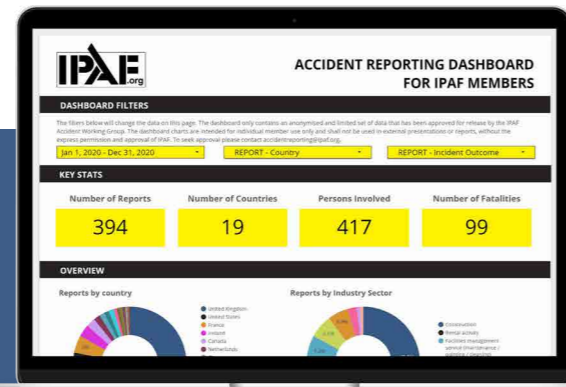 IPAF
.org
ACCIDENT REPORTING DASHBOARD
FOR IPAF MEMBERS
DASHBOARD FILTERS
The filters below will change the data on this page. The dashboard only contains an anonymised and limited set of data that has been approved for release by the IPAF
Accident Working Group. The dashboard charts are intended for individual member use only and shall not be used in external presentations or reports, without the
express permission and approval of IPAF. To seek approval please contact accidentreporting@ipaf.org.
Jan 1, 2020 - Dec 31, 2020
REPORT - Country
REPORT - Incident Outcome
KEY STATS
Number of Reports
Number of Countries
Persons Involved
Number of Fatalities
394
19
417
99
OVERVIEW
Reports by country
Reports by Industry Sector
United Kingdom
United States
France
Ireland
Canada
Netherlands
Construction
Rental activity
Facilities management